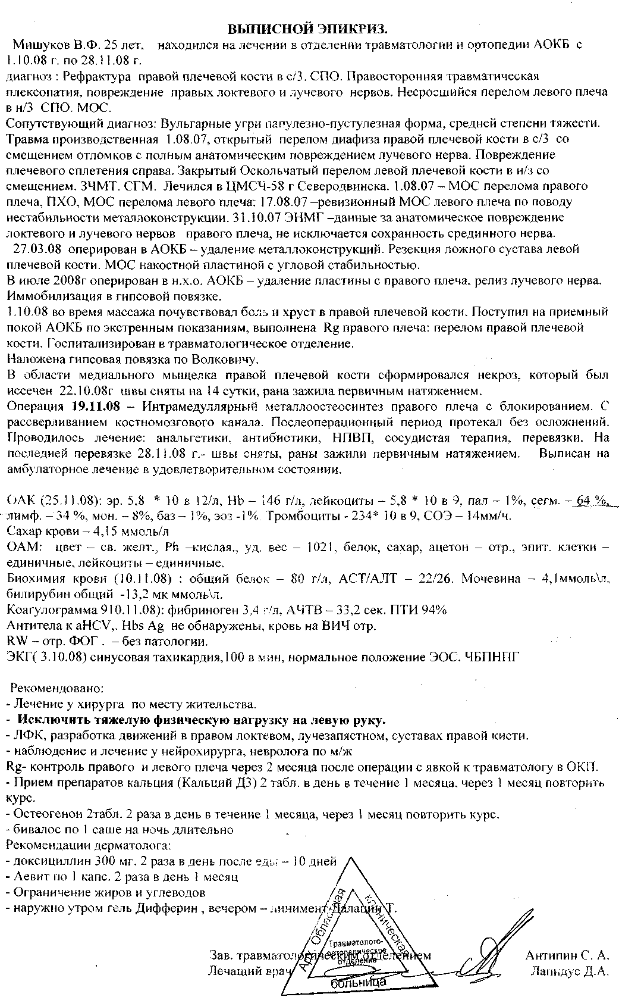 ВЫПИСНОЙ ЭПИКРИЗ.
Мишуков В.Ф. 25 лет, находился на лечении в отделении травматологии и ортопедии АОКБ с
1.10.08 г. по 28.11.08 г.
диагноз : Рефрактура правой плечевой кости в с/3. СПО. Правосторонняя травматическая
плексопатия, повреждение правых локтевого и лучевого нервов. Несросшийся перелом левого плеча
в н/3 СПО. МОС.
Сопутствующий диагноз: Вульгарные угри папулезно-пустулезная форма, средней степени тяжести.
Травма производственная 1.08.07, открытый перелом диафиза правой плечевой кости в с/3 со
смещением отломков с полным анатомическим повреждением лучевого нерва. Повреждение
плечевого сплетения справа. Закрытый Оскольчатый перелом левой плечевой кости в н/з со
смещением. ЗЧМТ. СГМ. Лечился в ЦМСЧ-58 г Северодвинска. 1.08.07 – МОС перелома правого
плеча, ПХО, МОС перелома левого плеча; 17.08.07 –ревизионный МОС левого плеча по поводу
нестабильности металлоконструкции. 31.10.07 ЭНМГ –данные за анатомическое повреждение
локтевого и лучевого нервов правого плеча, не исключается сохранность срединного нерва.
27.03.08 оперирован в АОКБ – удаление металлоконструкций. Резекция ложного сустава левой
плечевой кости. МОС накостной пластиной с угловой стабильностью.
В июле 2008г оперирован в н.х.о. АОКБ – удаление пластины с правого плеча, релиз лучевого нерва.
Иммобилизация в гипсовой повязке.
1.10.08 во время массажа почувствовал боль и хруст в правой плечевой кости. Поступил на приемный
покой АОКБ по экстренным показаниям, выполнена Rg правого плеча: перелом правой плечевой
кости. Госпитализирован в травматологическое отделение.
Наложена гипсовая повязка по Волковичу.
В области медиального мыщелка правой плечевой кости сформировался некроз, который был
иссечен 22.10.08г швы сняты на 14 сутки, рана зажила первичным натяжением.
Операция 19.11.08 – Интрамедуллярный металлоостеосинтез правого плеча с блокированием. С
рассверливанием костномозгового канала. Послеоперационный период протекал без осложнений.
Проводилось лечение: анальгетики, антибиотики, НПВП, сосудистая терапия, перевязки. На
последней перевязке 28.11.08 г.- швы сняты, раны зажили первичным натяжением. Выписан на
амбулаторное лечение в удовлетворительном состоянии.
ОАК (25.11.08): эр. 5,8 * 10 в 12/л, Hb – 146 г/л, лейкоциты – 5,8 * 10 в 9, пал – 1%, сегм. – 64 %,
лимф. – 34 %, мон. – 8%, баз – 1%, эоз -1%. Тромбоциты - 234* 10 в 9, СОЭ – 14мм/ч.
Сахар крови – 4,15 ммоль/л
ОАМ: цвет – св. желт., Ph –кислая., уд. вес – 1021, белок, сахар, ацетон – отр., эпит. клетки –
единичные, лейкоциты – единичные.
Биохимия крови (10.11.08) : общий белок – 80 г/л, АСТ/АЛТ – 22/26. Мочевина – 4,1ммоль\л,
билирубин общий -13,2 мк ммоль\л.
Коагулограмма 910.11.08): фибриноген 3,4 г/л, АЧТВ – 33,2 сек. ПТИ 94%
Антитела к aHCV,. Hbs Ag не обнаружены, кровь на ВИЧ отр.
RW – отр. ФОГ . – без патологии.
ЭКГ( 3.10.08) синусовая тахикардия,100 в мин, нормальное положение ЭОС. ЧБПНПГ
Рекомендовано:
- Лечение у хирурга по месту жительства.
- Исключить тяжелую физическую нагрузку на левую руку.
- ЛФК, разработка движений в правом локтевом, лучезапястном, суставах правой кисти.
- наблюдение и лечение у нейрохирурга, невролога по м/ж
Rg- контроль правого и левого плеча через 2 месяца после операции с явкой к травматологу в ОКП.
- Прием препаратов кальция (Кальций Д3) 2 табл. в день в течение 1 месяца, через 1 месяц повторить
курс.
- Остеогенон 2табл. 2 раза в день в течение 1 месяца, через 1 месяц повторить курс.
- бивалос по 1 саше на ночь длительно
Рекомендации дерматолога:
- доксициллин 300 мг. 2 раза в день после еды – 10 дней
- Аевит по 1 капс. 2 раза в день 1 месяц
- Ограничение жиров и углеводов
- наружно утром гель Дифферин , вечером – линимент Далацин Т.
Арх. Областная клиническая больница
Травматолого-
ортопедическое
отделение
Зав. травматологическим отделением Антипин С. А.
Лечащий врач Лапидус Д.А.